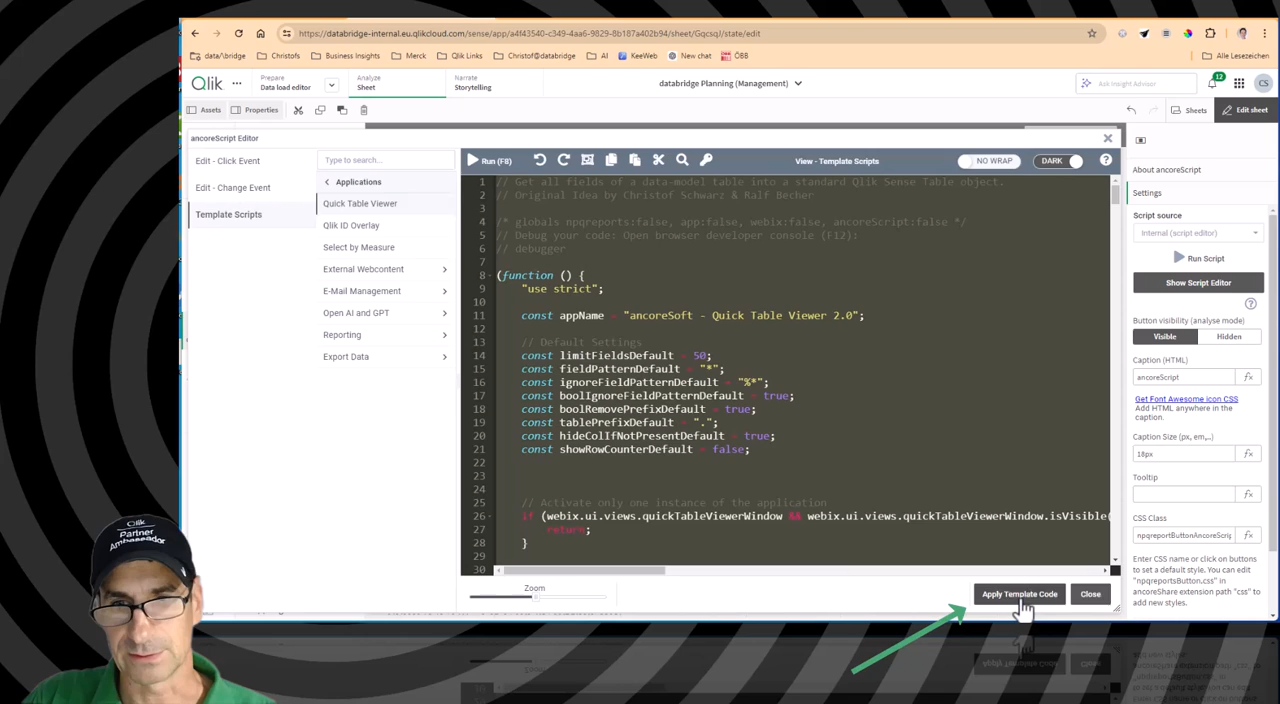 https://databridge-internal.eu.qlikcloud.com/sense/app/a4f43540-c349-4aa6-9829-8b187a402b94/sheet/GqcsqJ/state/edit
data/\bridge
Christofs
Business Insights
Merck
Christof@databridge
Qlik Links
AI
KeeWeb
New chat
ÖBB
Alle Lesezeichen
Qlik
Prepare
Data load editor
Analyze
Sheet
Narrate
Storytelling
databridge Planning (Management)
Ask Insight Advisor
12
CS
Assets
Properties
Sheets
Edit sheet
ancoreScript Editor
Edit - Click Event
Edit - Change Event
Template Scripts
Type to search...
Applications
Quick Table Viewer
Qlik ID Overlay
Select by Measure
External Webcontent
E-Mail Management
Open AI and GPT
Reporting
Export Data
Run (F8)
View - Template Scripts
NO WRAP
DARK
1 // Get all fields of a data-model table into a standard Qlik Sense Table object.
2 // Original Idea by Christof Schwarz & Ralf Becher
3
4 /* globals npqreports:false, app:false, webix:false, ancoreScript:false */
5 // Debug your code: Open browser developer console (F12):
6 // debugger
7
8 (function () {
9 "use strict";
10
11 const appName = "ancoreSoft - Quick Table Viewer 2.0";
12
13 // Default Settings
14 const limitFieldsDefault = 50;
15 const fieldPatternDefault = "*";
16 const ignoreFieldPatternDefault = "%*";
17 const boolIgnoreFieldPatternDefault = true;
18 const boolRemovePrefixDefault = true;
19 const tablePrefixDefault = ".";
20 const hideColIfNotPresentDefault = true;
21 const showRowCounterDefault = false;
22
23
24
25 // Activate only one instance of the application
26 if (webix.ui.views.quickTableViewerWindow && webix.ui.views.quickTableViewerWindow.isVisible(
27 return;
28 }
29
30
Zoom
Apply Template Code
Close
About ancoreScript
Settings
Script source
Internal (script editor)
Run Script
Show Script Editor
Button visibility (analyse mode)
Visible
Hidden
Caption (HTML)
ancoreScript
Get Font Awesome icon CSS
Add HTML anywhere in the
caption.
Caption Size (px, em,..)
18px
Tooltip
CSS Class
npqreportButtonAncoreScrip
Enter CSS name or click on buttons
to set a default style. You can edit
"npqreportsButton.css" in
ancoreShare extension path "css" to
add new styles.
Qlik
Partner
Ambassador